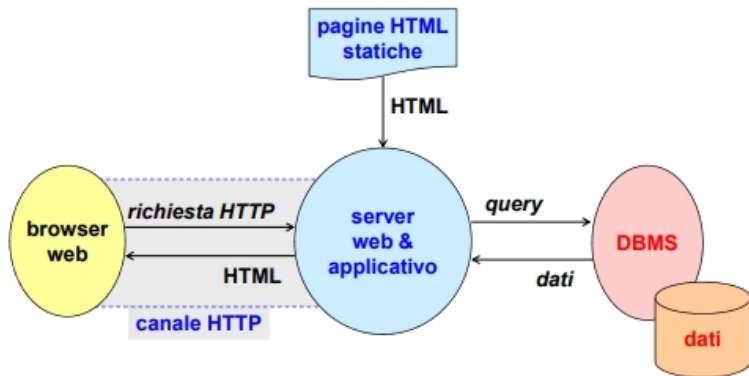 pagine HTML
statiche
HTML
richiesta HTTP
browser
web
HTML
canale HTTP
server
web &
applicativo
query
dati
DBMS
dati